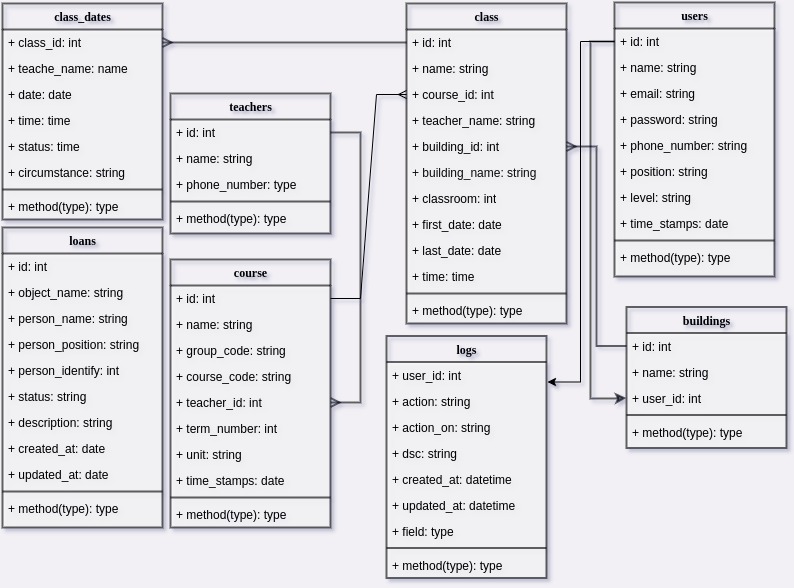 class_dates
+ class_id: int
+ teache_name: name
+ date: date
+ time: time
+ status: time
+ circumstance: string
+ method(type): type
teachers
+ id: int
+ name: string
+ phone_number: type
+ method(type): type
class
+ id: int
+ name: string
+ course_id: int
+ teacher_name: string
+ building_id: int
+ building_name: string
+ classroom: int
+ first_date: date
+ last_date: date
+ time: time
+ method(type): type
users
+ id: int
+ name: string
+ email: string
+ password: string
+ phone_number: string
+ position: string
+ level: string
+ time_stamps: date
+ method(type): type
loans
+ id: int
+ object_name: string
+ person_name: string
+ person_position: string
+ person_identify: int
+ status: string
+ description: string
+ created_at: date
+ updated_at: date
+ method(type): type
course
+ id: int
+ name: string
+ group_code: string
+ course_code: string
+ teacher_id: int
+ term_number: int
+ unit: string
+ time_stamps: date
+ method(type): type
logs
+ user_id: int
+ action: string
+ action_on: string
+ dsc: string
+ created_at: datetime
+ updated_at: datetime
+ field: type
+ method(type): type
buildings
+ id: int
+ name: string
+ user_id: int
+ method(type): type